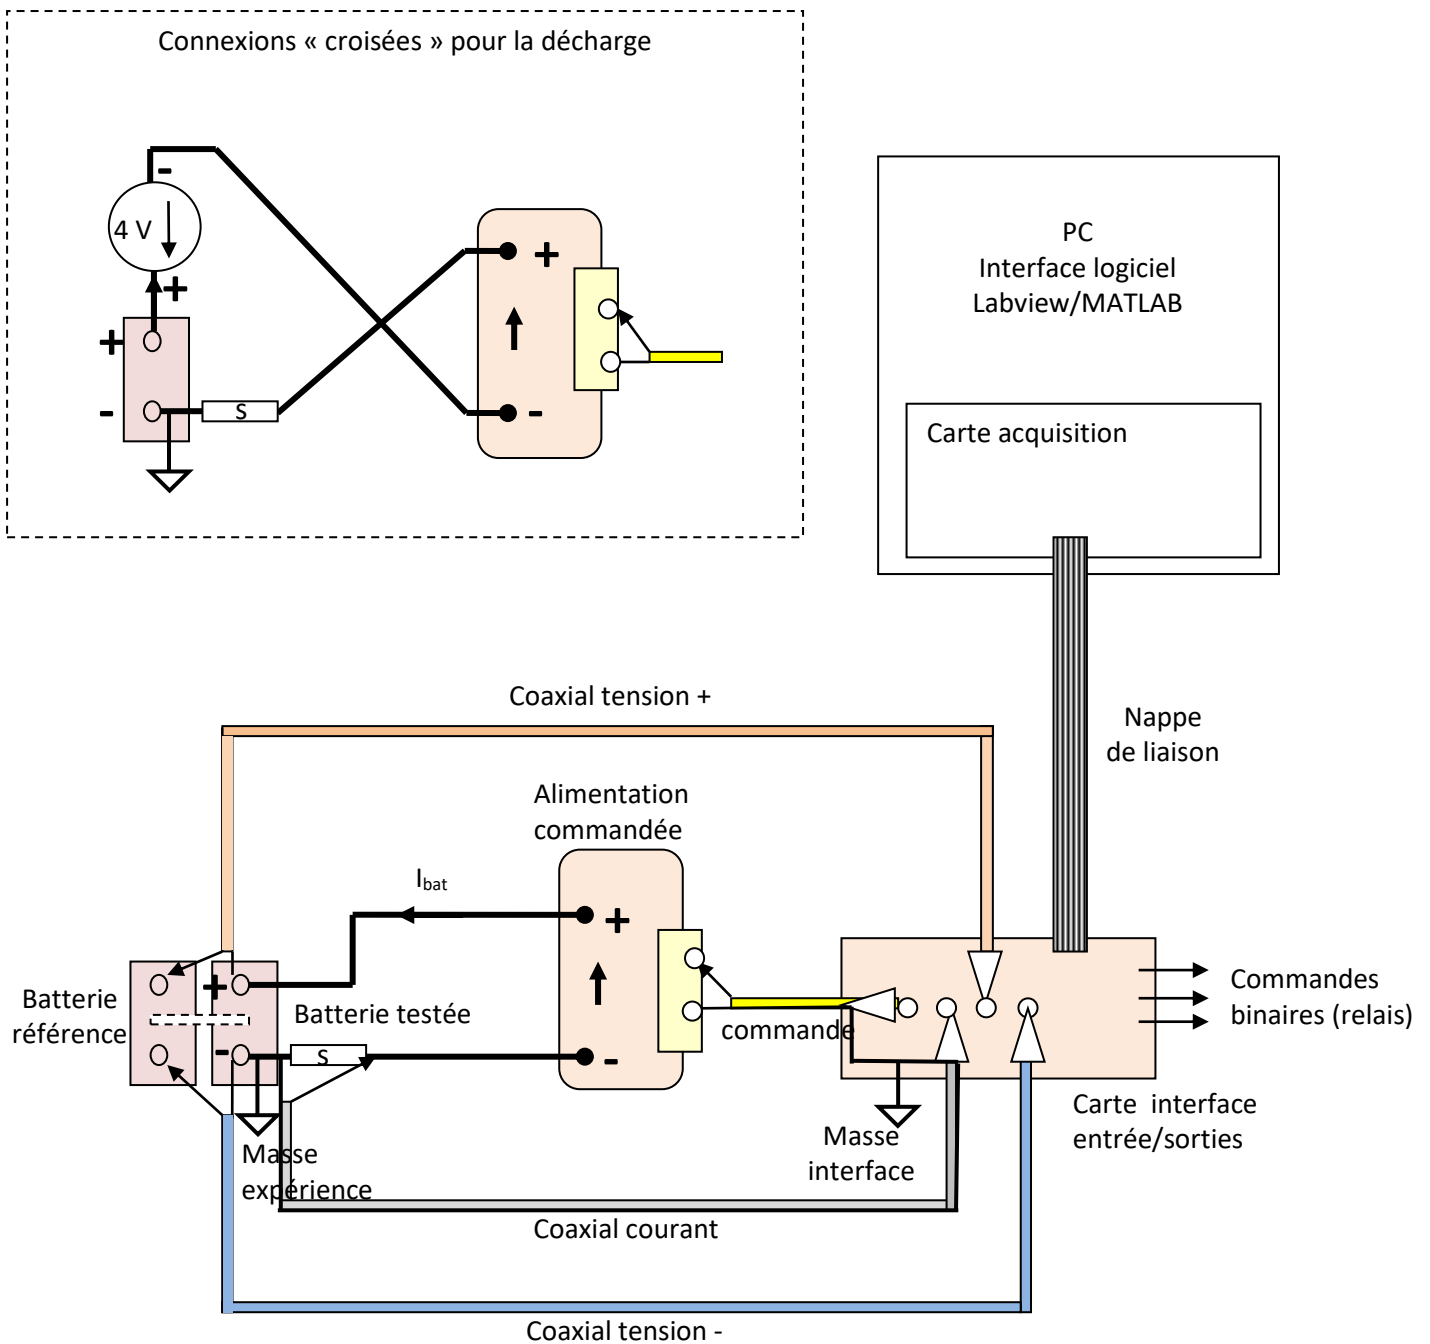 Connexions « croisées » pour la décharge
-
4 V
+
+
-
S
+
-
PC
Interface logiciel
Labview/MATLAB
Carte acquisition
Coaxial tension +
Nappe
de liaison
Alimentation
commandée
I_bat
+
-
Batterie
référence
+
-
Batterie testée
S
commande
Commandes
binaires (relais)
Masse
expérience
Masse
interface
Carte interface
entrée/sorties
Coaxial courant
Coaxial tension -